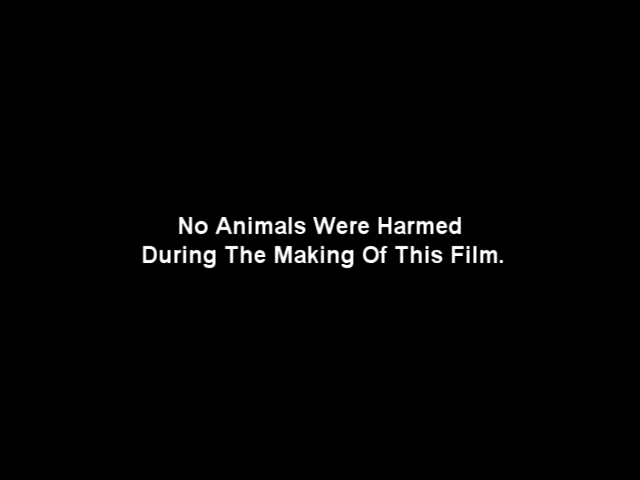 No Animals Were Harmed
During The Making Of This Film.